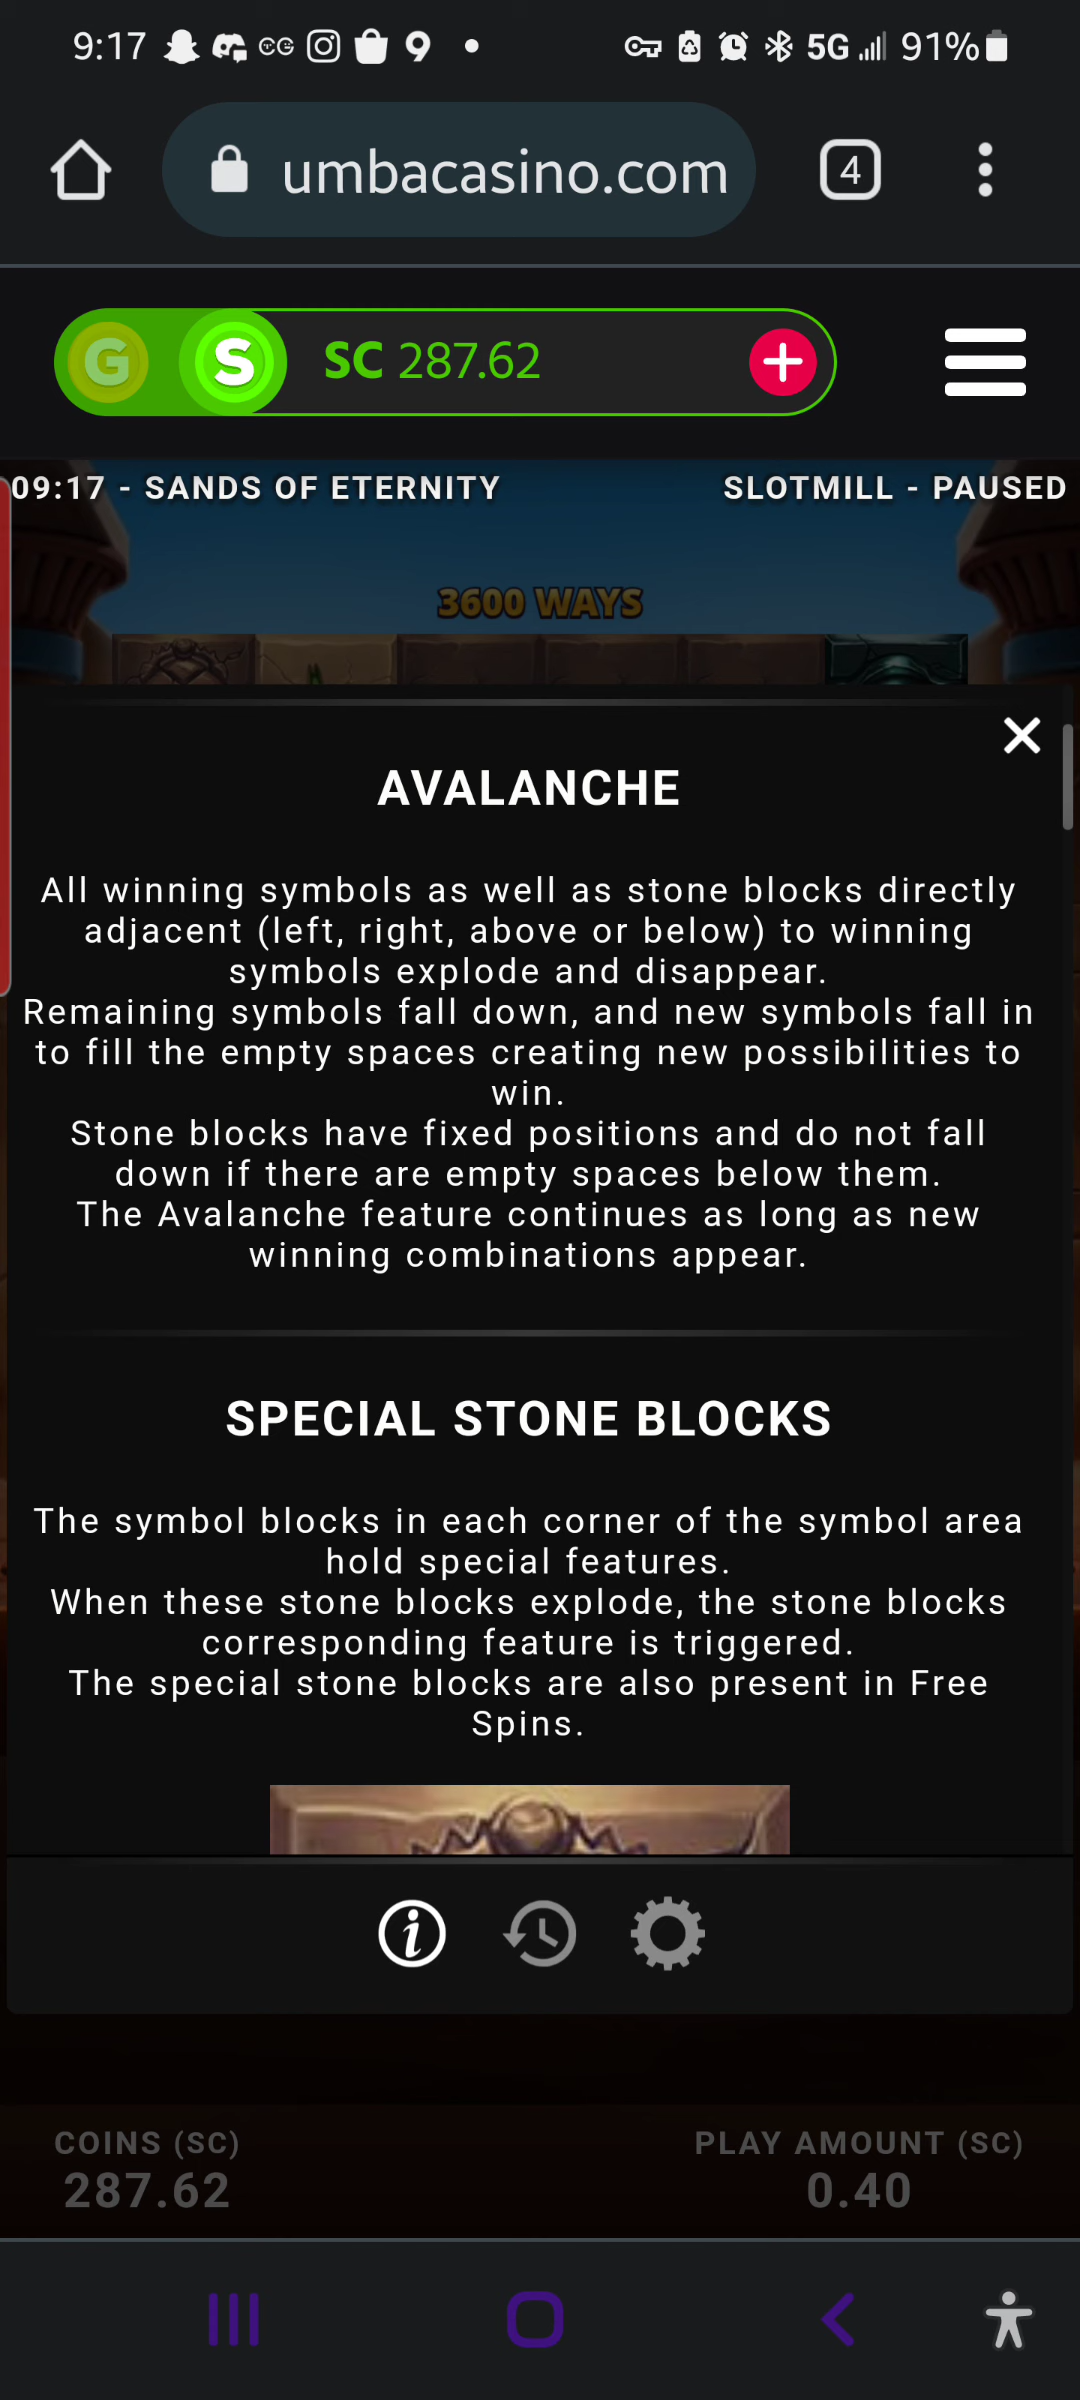 9:17 CG 9 5G 91%
umbacasino.com 4
G S SC 287.62
09:17 - SANDS OF ETERNITY SLOTMILL - PAUSED
3600 WAYS
AVALANCHE
All winning symbols as well as stone blocks directly
adjacent (left, right, above or below) to winning
symbols explode and disappear.
Remaining symbols fall down, and new symbols fall in
to fill the empty spaces creating new possibilities to
win.
Stone blocks have fixed positions and do not fall
down if there are empty spaces below them.
The Avalanche feature continues as long as new
winning combinations appear.
SPECIAL STONE BLOCKS
The symbol blocks in each corner of the symbol area
hold special features.
When these stone blocks explode, the stone blocks
corresponding feature is triggered.
The special stone blocks are also present in Free
Spins.
COINS (SC) PLAY AMOUNT (SC)
287.62 0.40